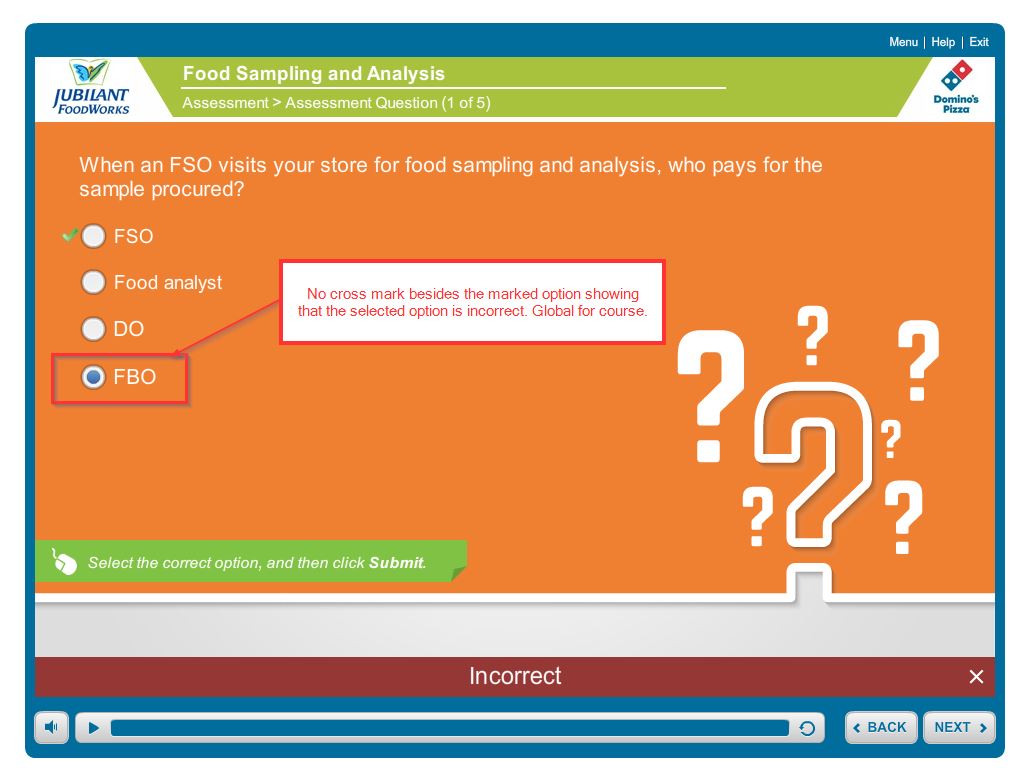 Menu | Help | Exit
JUBILANT
FOODWORKS
Food Sampling and Analysis
Assessment > Assessment Question (1 of 5)
Domino's
Pizza
When an FSO visits your store for food sampling and analysis, who pays for the
sample procured?
FSO
Food analyst
DO
FBO
No cross mark besides the marked option showing
that the selected option is incorrect. Global for course.
? ? ? ? ? ? ?
Select the correct option, and then click Submit.
Incorrect
BACK
NEXT